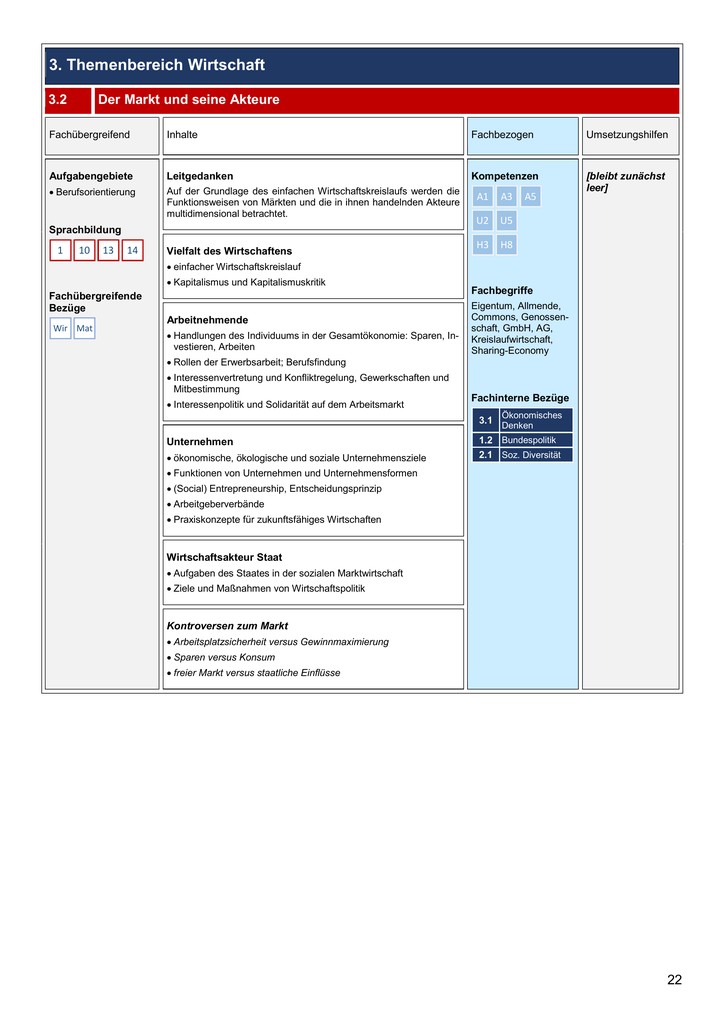 3. Themenbereich Wirtschaft
3.2 Der Markt und seine Akteure
Fachübergreifend
Inhalte
Fachbezogen
Umsetzungshilfen
Aufgabengebiete
• Berufsorientierung
Sprachbildung
1 10 13 14
Fachübergreifende
Bezüge
Wir Mat
Leitgedanken
Auf der Grundlage des einfachen Wirtschaftskreislaufs werden die
Funktionsweisen von Märkten und die in ihnen handelnden Akteure
multidimensional betrachtet.
Vielfalt des Wirtschaftens
• einfacher Wirtschaftskreislauf
• Kapitalismus und Kapitalismuskritik
Arbeitnehmende
• Handlungen des Individuums in der Gesamtökonomie: Sparen, In-
vestieren, Arbeiten
• Rollen der Erwerbsarbeit; Berufsfindung
• Interessenvertretung und Konfliktregelung, Gewerkschaften und
Mitbestimmung
• Interessenpolitik und Solidarität auf dem Arbeitsmarkt
Unternehmen
• ökonomische, ökologische und soziale Unternehmensziele
• Funktionen von Unternehmen und Unternehmensformen
• (Social) Entrepreneurship, Entscheidungsprinzip
• Arbeitgeberverbände
• Praxiskonzepte für zukunftsfähiges Wirtschaften
Wirtschaftsakteur Staat
• Aufgaben des Staates in der sozialen Marktwirtschaft
• Ziele und Maßnahmen von Wirtschaftspolitik
Kontroversen zum Markt
• Arbeitsplatzsicherheit versus Gewinnmaximierung
• Sparen versus Konsum
• freier Markt versus staatliche Einflüsse
Kompetenzen
A1 A3 A5
U2 U5
H3 H8
Fachbegriffe
Eigentum, Allmende,
Commons, Genossen-
schaft, GmbH, AG,
Kreislaufwirtschaft,
Sharing-Economy
Fachinterne Bezüge
3.1 Ökonomisches
Denken
1.2 Bundespolitik
2.1 Soz. Diversität
[bleibt zunächst
leer]
22